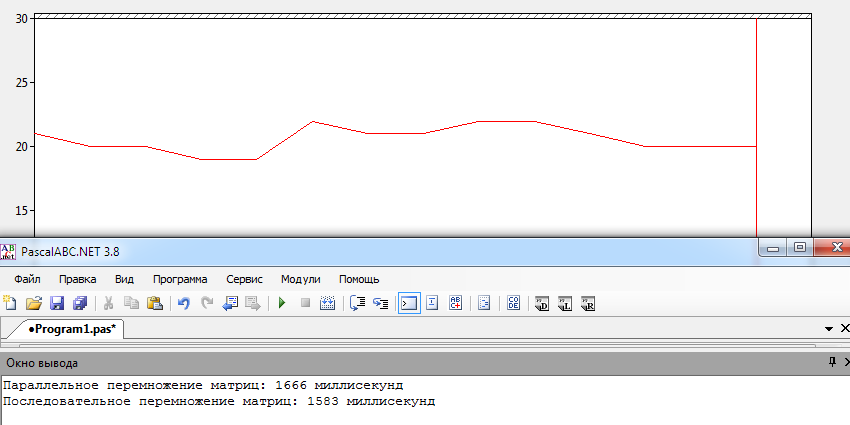 30
25
20
15
PascalABC.NET 3.8
Файл Правка Вид Программа Сервис Модули Помощь
•Program1.pas*
Окно вывода
Параллельное перемножение матриц: 1666 миллисекунд
Последовательное перемножение матриц: 1583 миллисекунд